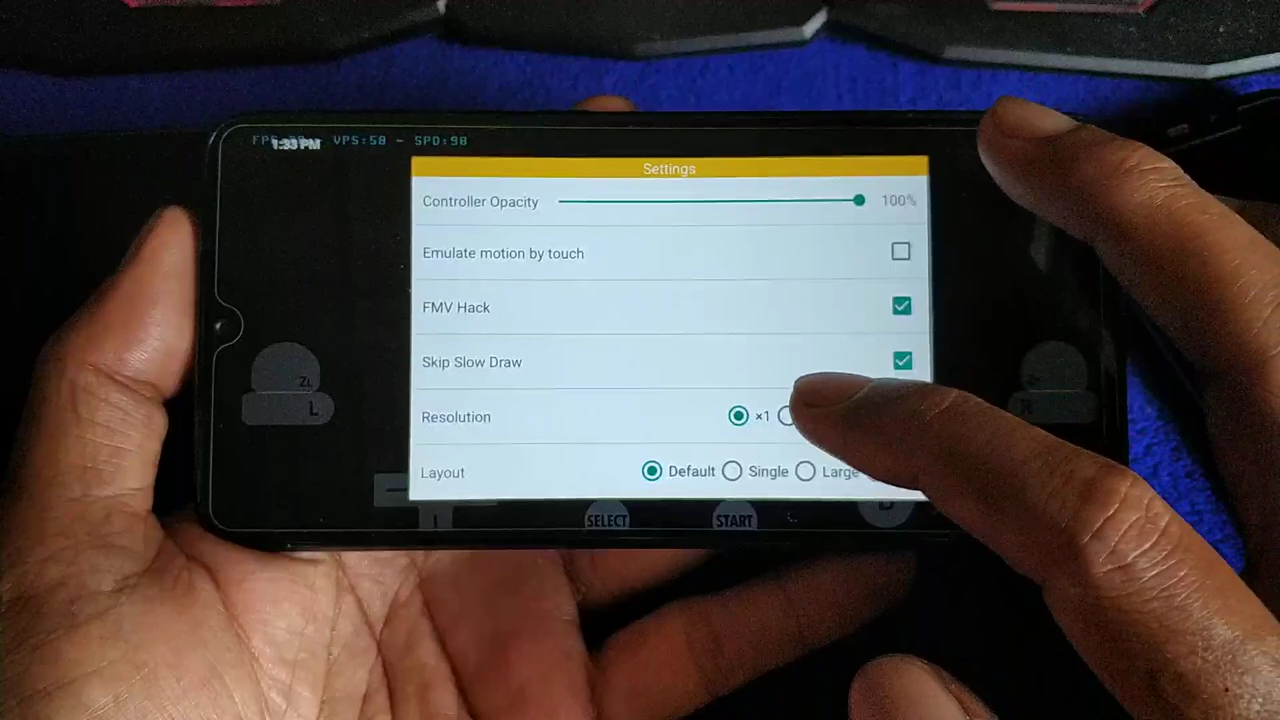 VPS:58 - SPD:98
1:33 PM
Settings
Controller Opacity 100%
Emulate motion by touch
FMV Hack
Skip Slow Draw
Resolution ×1
Layout Default Single Large
ZL
L
R
SELECT START